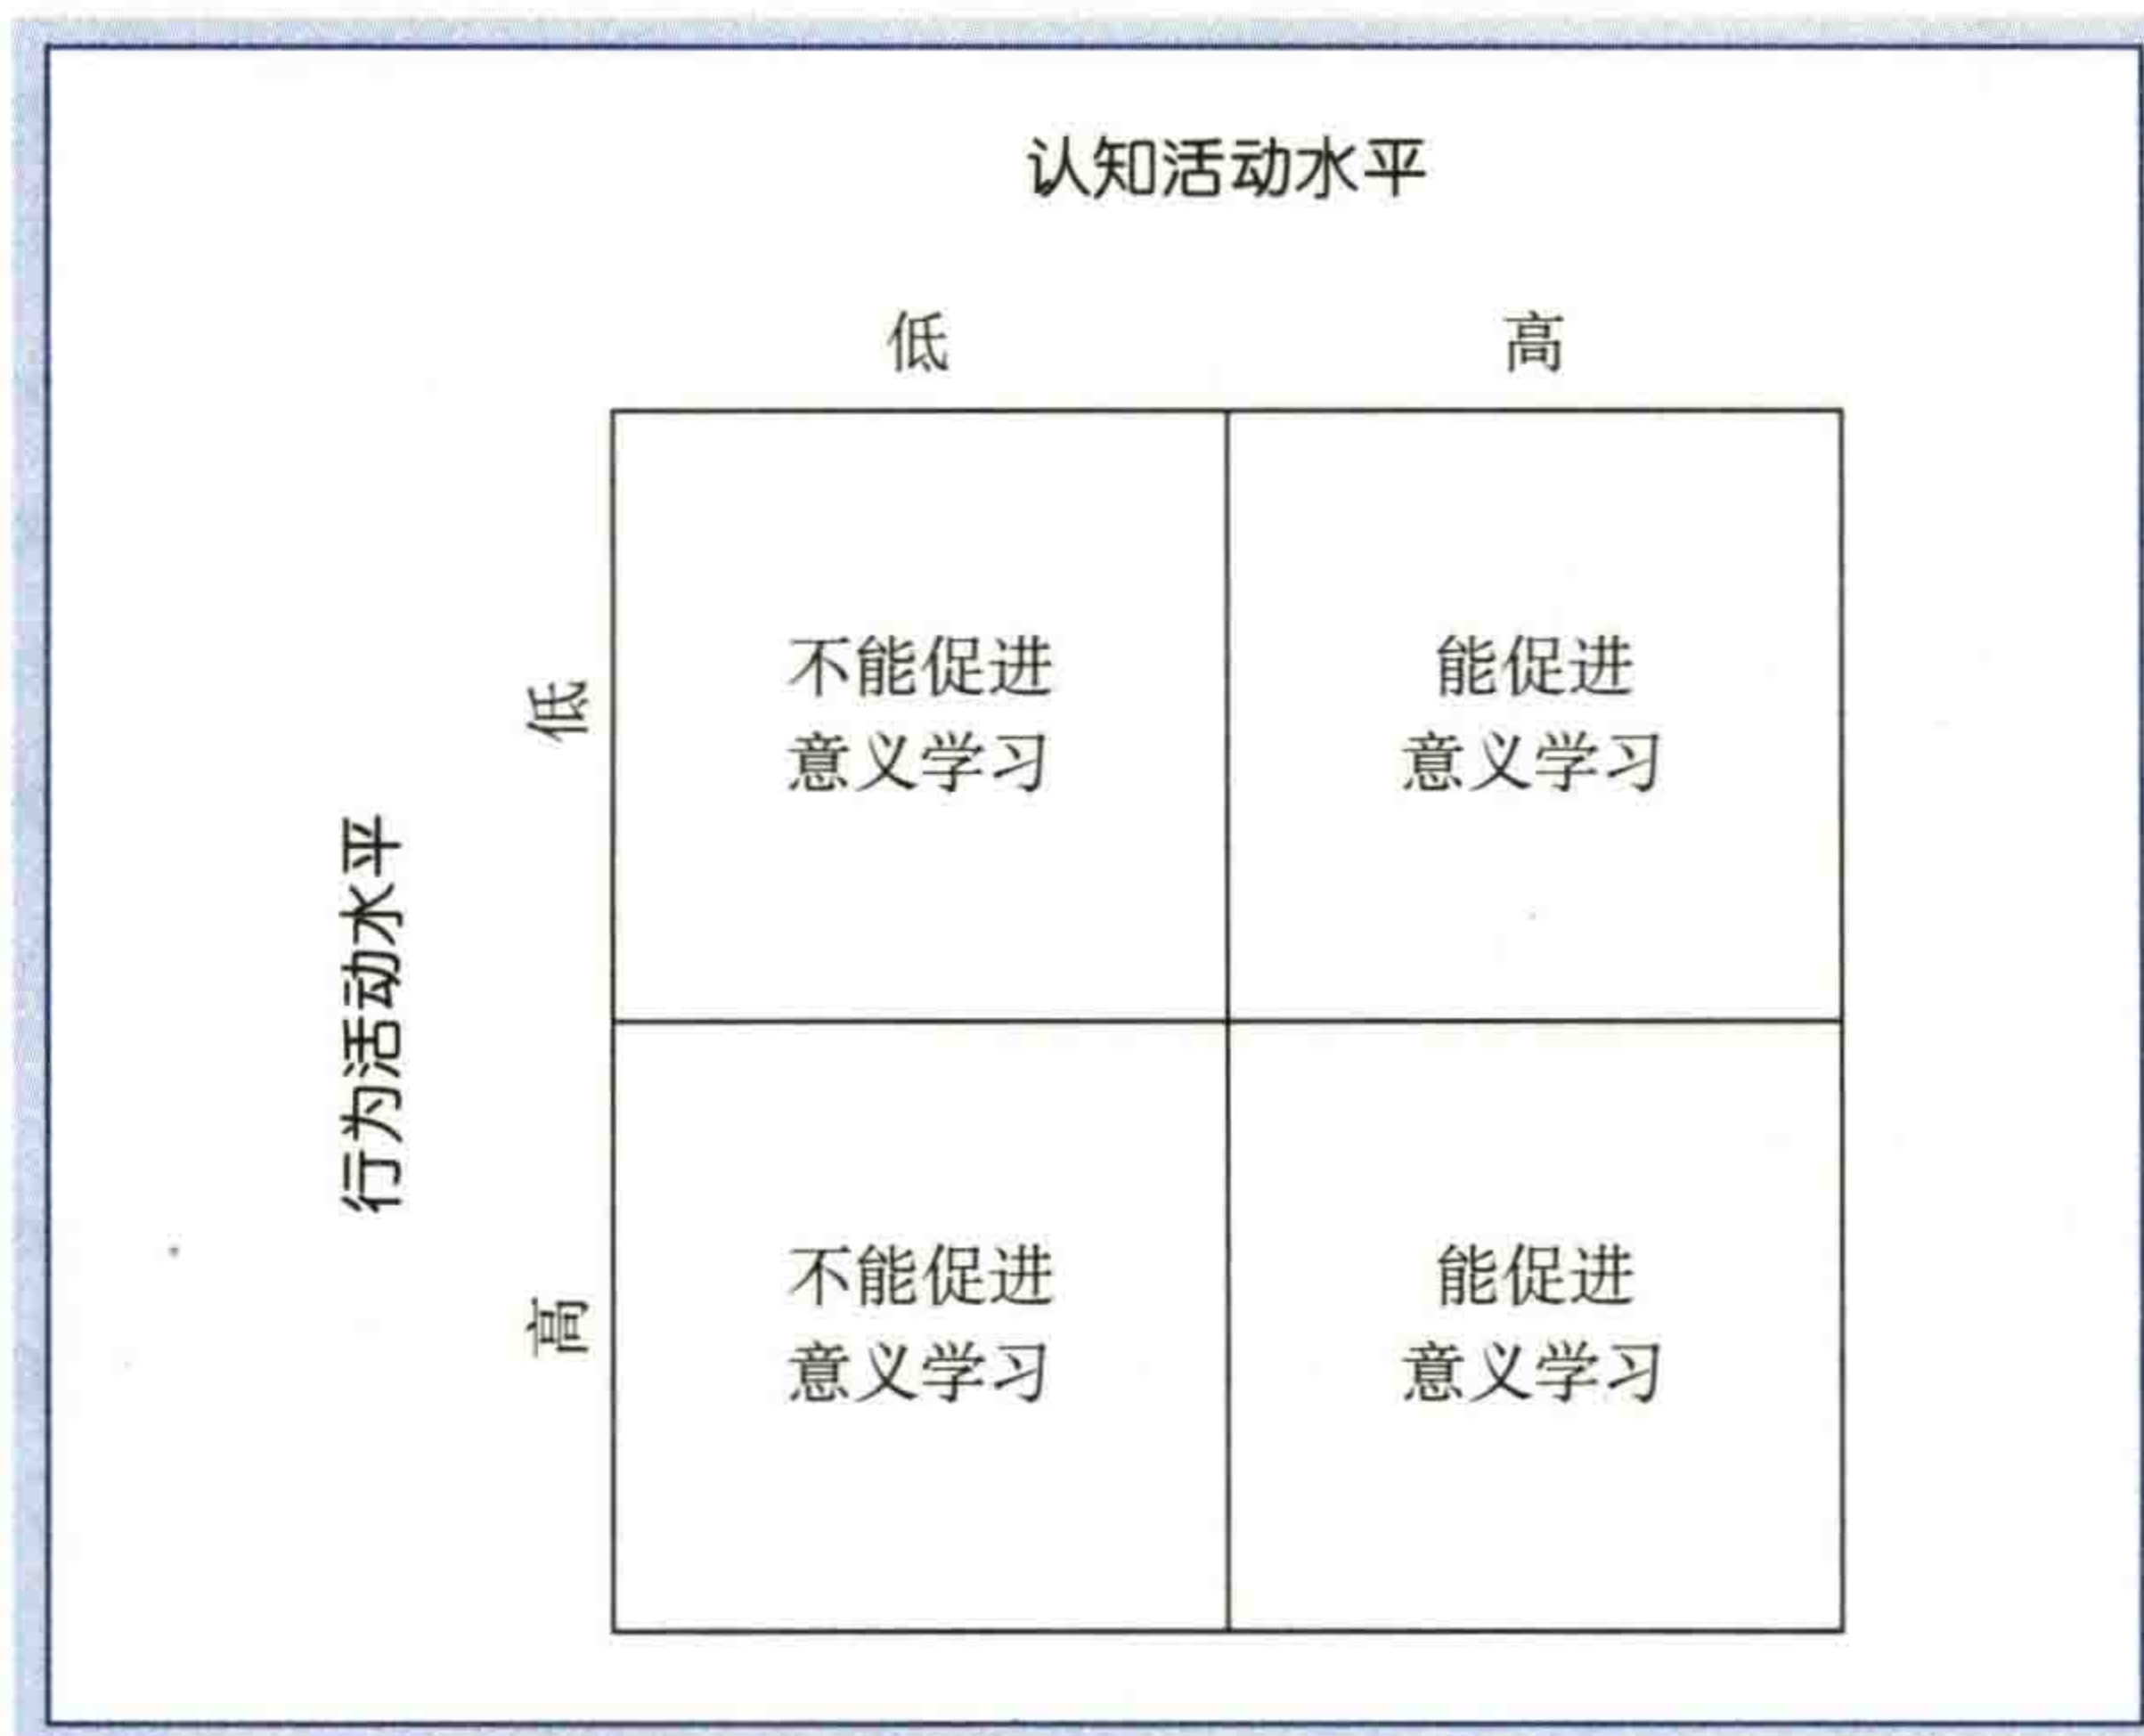 认知活动水平
低
高
行为活动水平
低
不能促进
意义学习
能促进
意义学习
高
不能促进
意义学习
能促进
意义学习